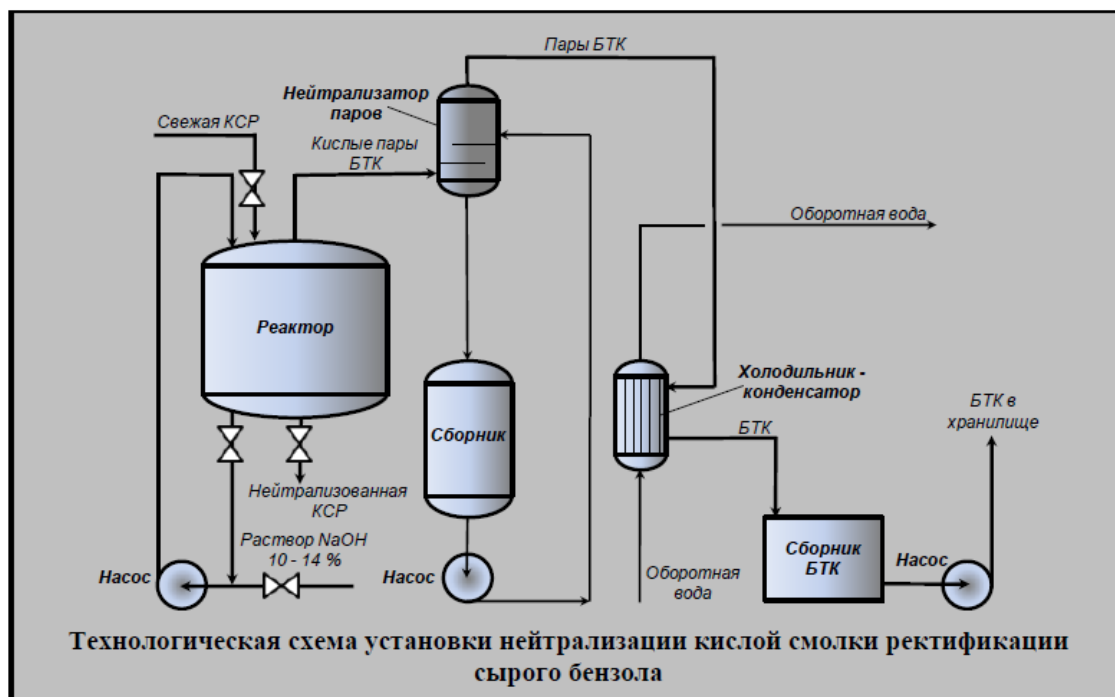 Пары БТК
Нейтрализатор
паров
Свежая КСР
Кислые пары
БТК
Оборотная вода
Реактор
Холодильник -
конденсатор
БТК в
хранилище
Сборник
БТК
Нейтрализованная
КСР
Раствор NaOH
10 - 14 %
Насос
Насос
Оборотная
вода
Сборник
БТК
Насос
Технологическая схема установки нейтрализации кислой смолки ректификации
сырого бензола